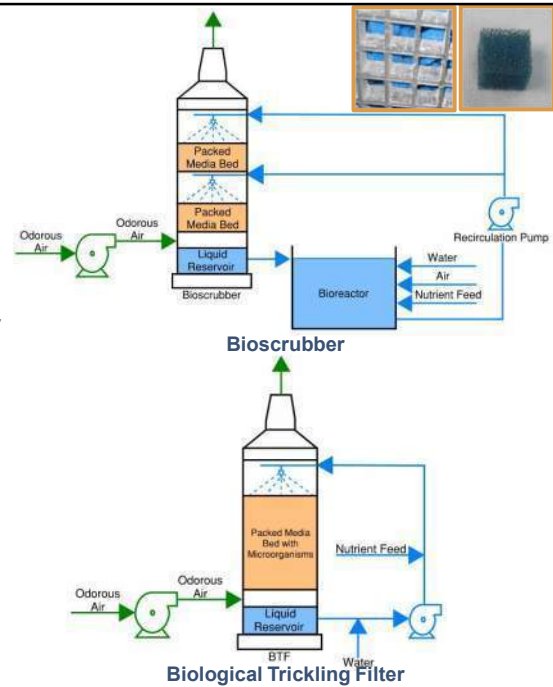 Packed
Media Bed
Packed
Media Bed
Odorous
Air
Odorous
Air
Liquid
Reservoir
Bioscrubber
Bioreactor
Recirculation Pump
Water
Air
Nutrient Feed
Bioscrubber
Packed Media
Bed with
Microorganisms
Nutrient Feed
Odorous
Air
Odorous
Air
Liquid
Reservoir
BTF
Water
Biological Trickling Filter